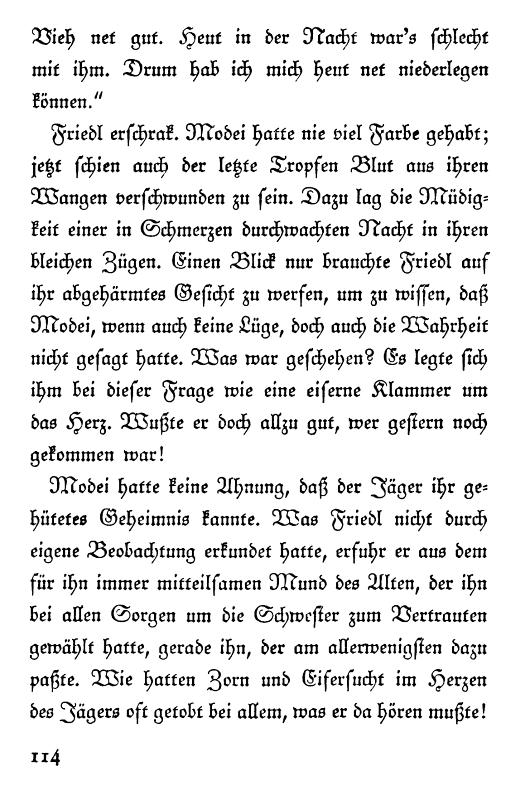 Vieh net gut. Heut in der Nacht war's schlecht
mit ihm. Drum hab ich mich heut net niederlegen
können."
Friedl erschrak. Modei hatte nie viel Farbe gehabt;
jetzt schien auch der letzte Tropfen Blut aus ihren
Wangen verschwunden zu sein. Dazu lag die Müdig-
keit einer in Schmerzen durchwachten Nacht in ihren
bleichen Zügen. Einen Blick nur brauchte Friedl auf
ihr abgehärmtes Gesicht zu werfen, um zu wissen, daß
Modei, wenn auch keine Lüge, doch auch die Wahrheit
nicht gesagt hatte. Was war geschehen? Es legte sich
ihm bei dieser Frage wie eine eiserne Klammer um
das Herz. Wußte er doch allzu gut, wer gestern noch
gekommen war!
Modei hatte keine Ahnung, daß der Jäger ihr ge-
hütetes Geheimnis kannte. Was Friedl nicht durch
eigene Beobachtung erkundet hatte, erfuhr er aus dem
für ihn immer mitteilsamen Mund des Alten, der ihn
bei allen Sorgen um die Schwester zum Vertrauten
gewählt hatte, gerade ihn, der am allerwenigsten dazu
paßte. Wie hatten Zorn und Eifersucht im Herzen
des Jägers oft getobt bei allem, was er da hören mußte!
114